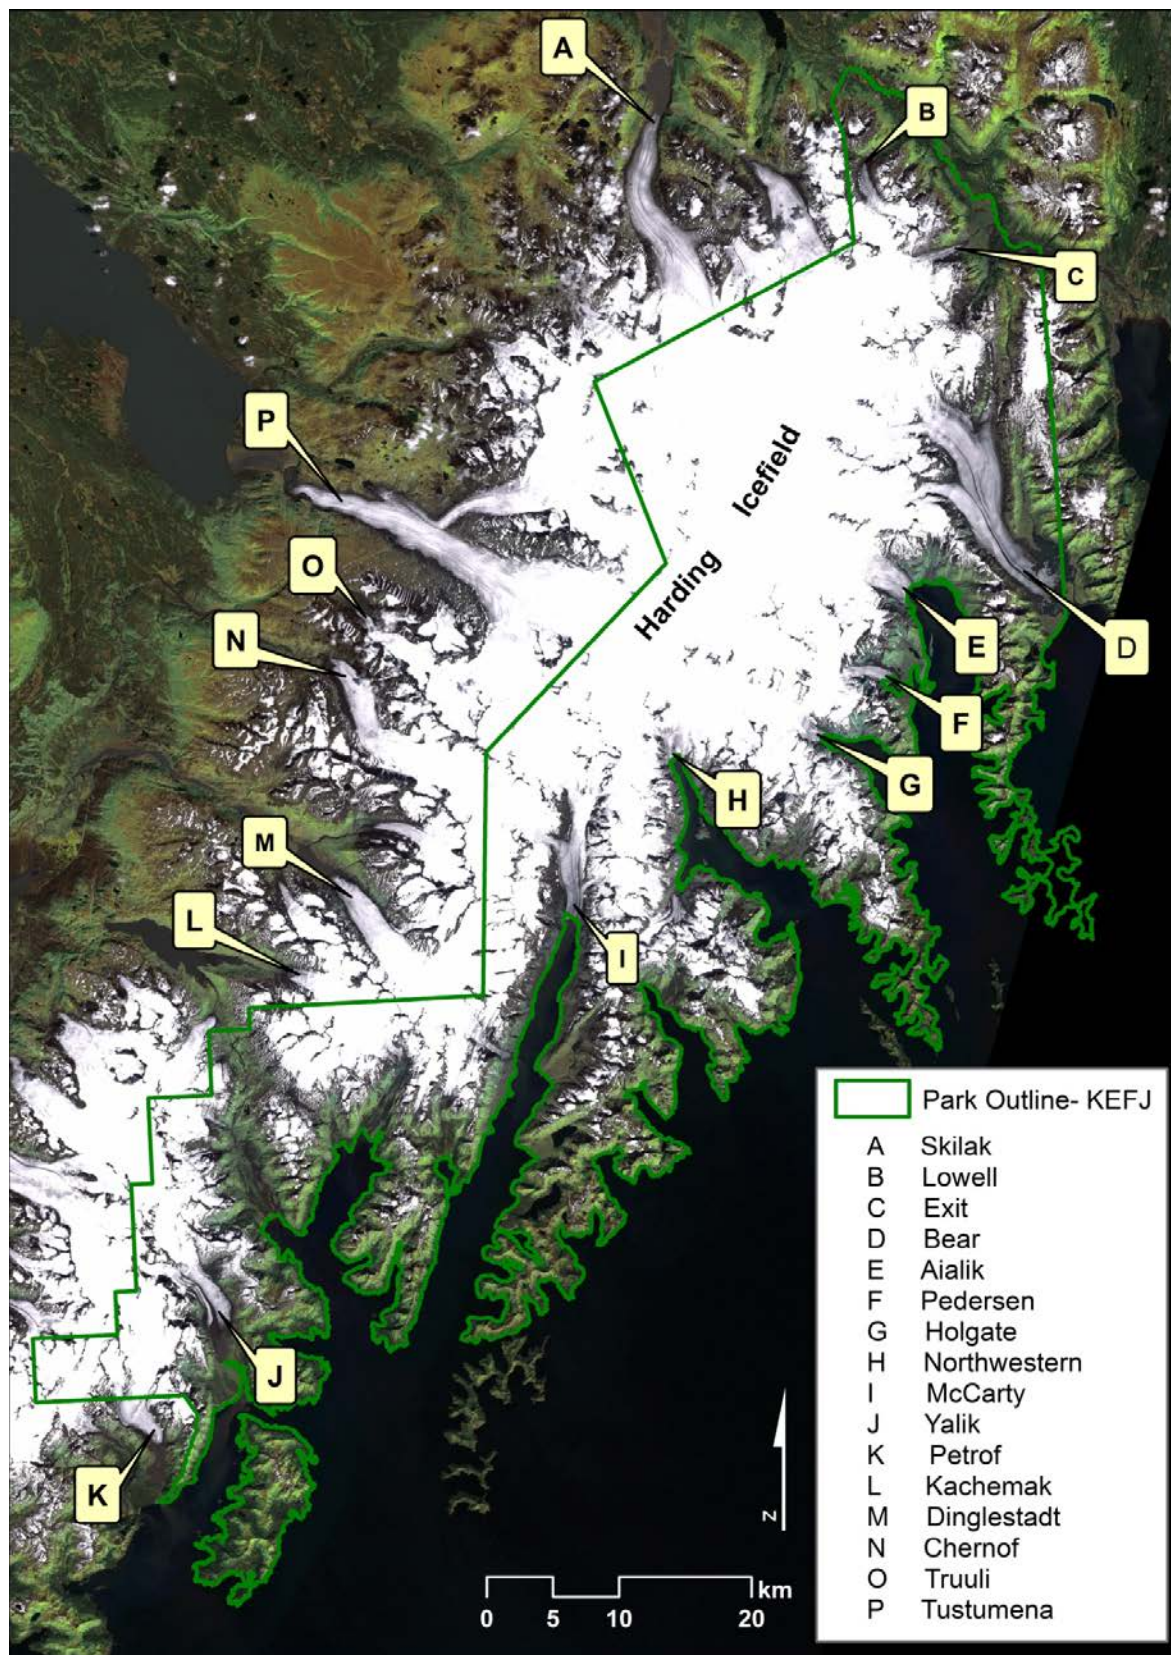 A
B
C
P
Icefield
Harding
O
N
E
D
F
G
H
M
L
I
J
K
Park Outline- KEFJ
A Skilak
B Lowell
C Exit
D Bear
E Aialik
F Pedersen
G Holgate
H Northwestern
I McCarty
J Yalik
K Petrof
L Kachemak
M Dinglestadt
N Chernof
O Truuli
P Tustumena
N
km
0 5 10 20